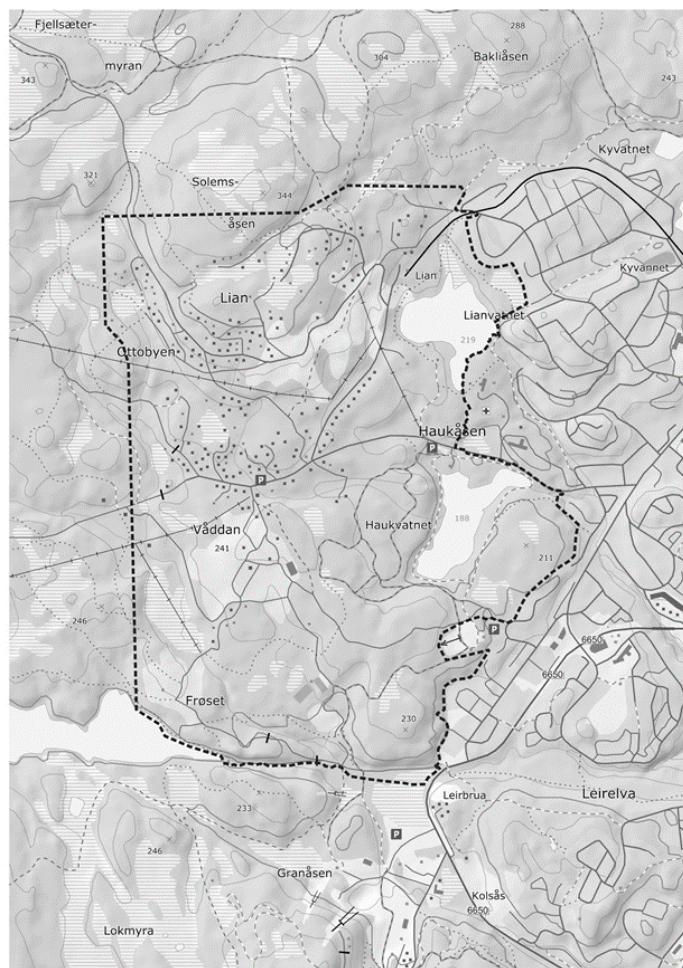 Fjellsæter-
myran
288
Bakliåsen
304
343
243
Kyvatnet
321
Solems-
344
åsen
Kyvannet
Lian
Lian
Lianvatnet
219
Ottobyen
Haukåsen
P
P
188
Våddan
Haukvatnet
241
211
246
P
6650
6650
Frøset
230
Leirbrua
Leirelva
233
P
246
Granåsen
Kolsås
6650
Lokmyra